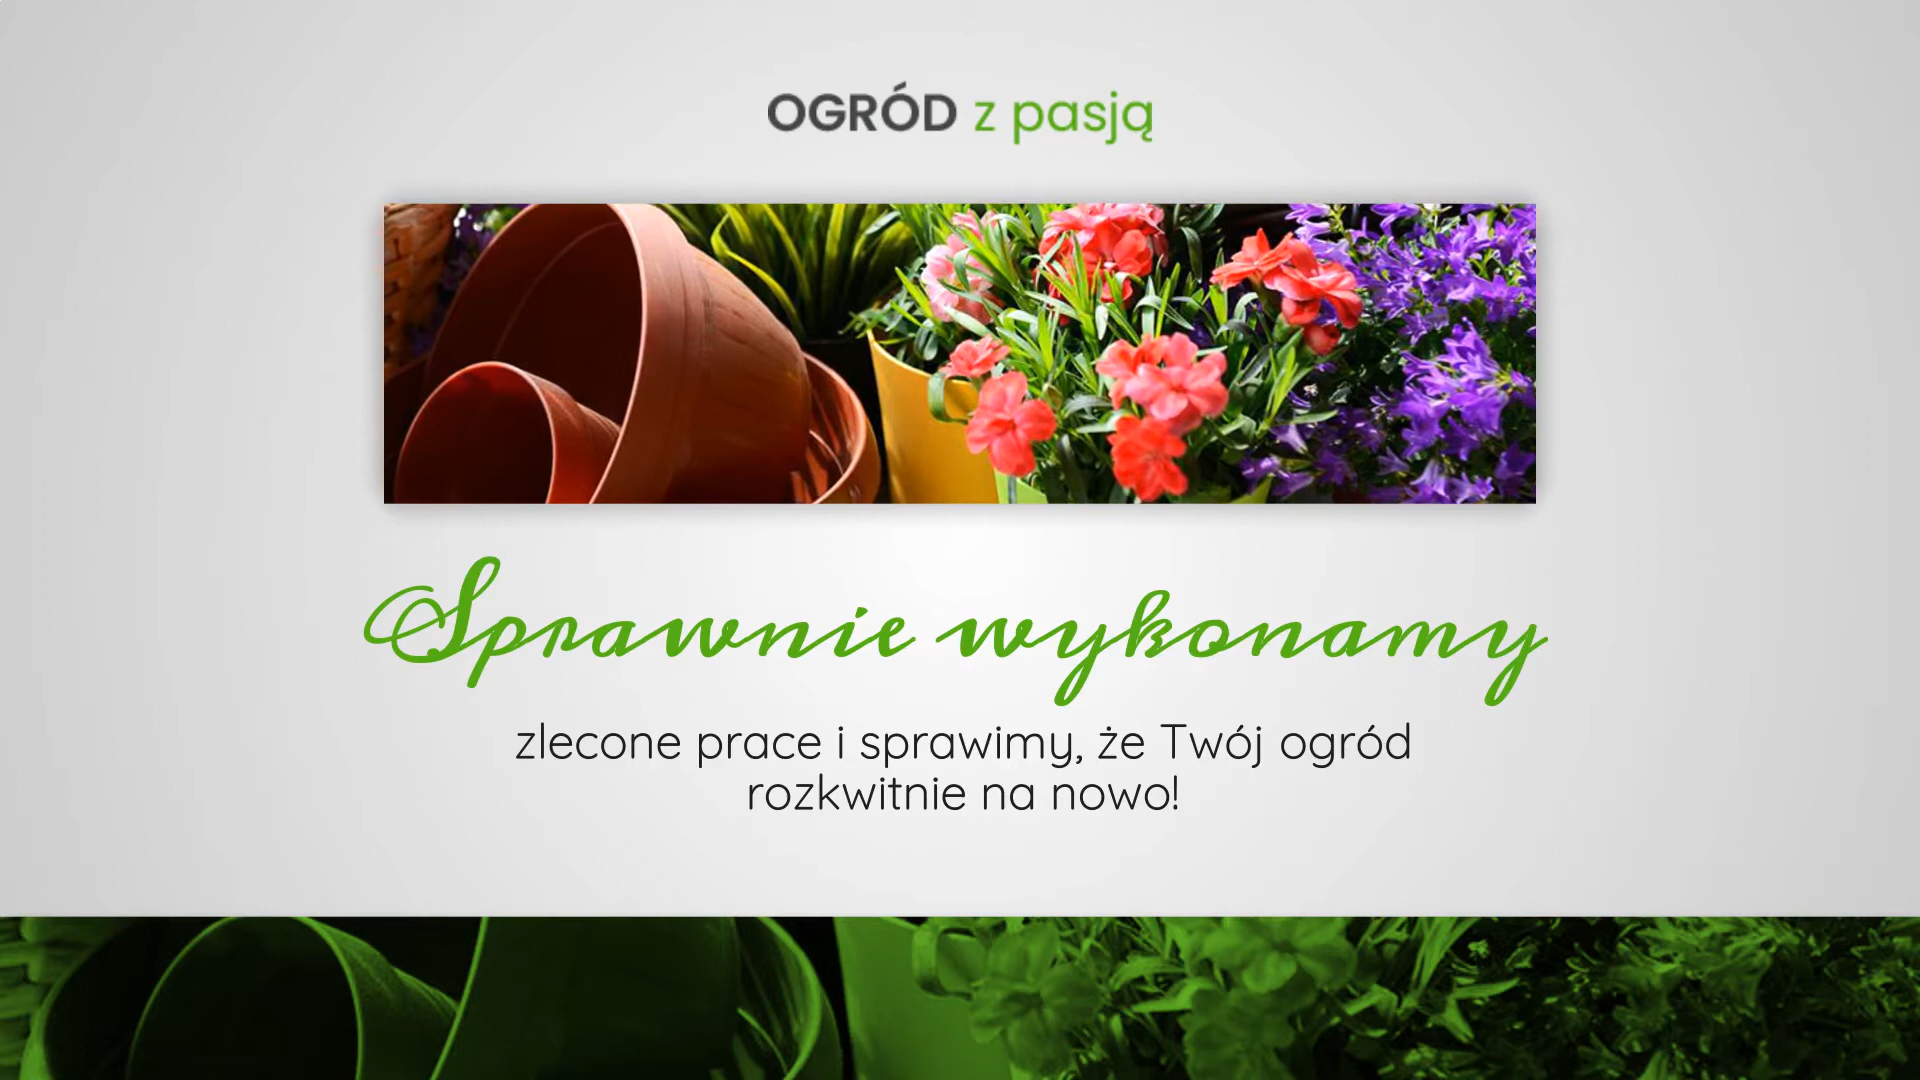 OGRÓD z pasją
Sprawnie wykonamy
zlecone prace i sprawimy, że Twój ogród
rozkwitnie na nowo!